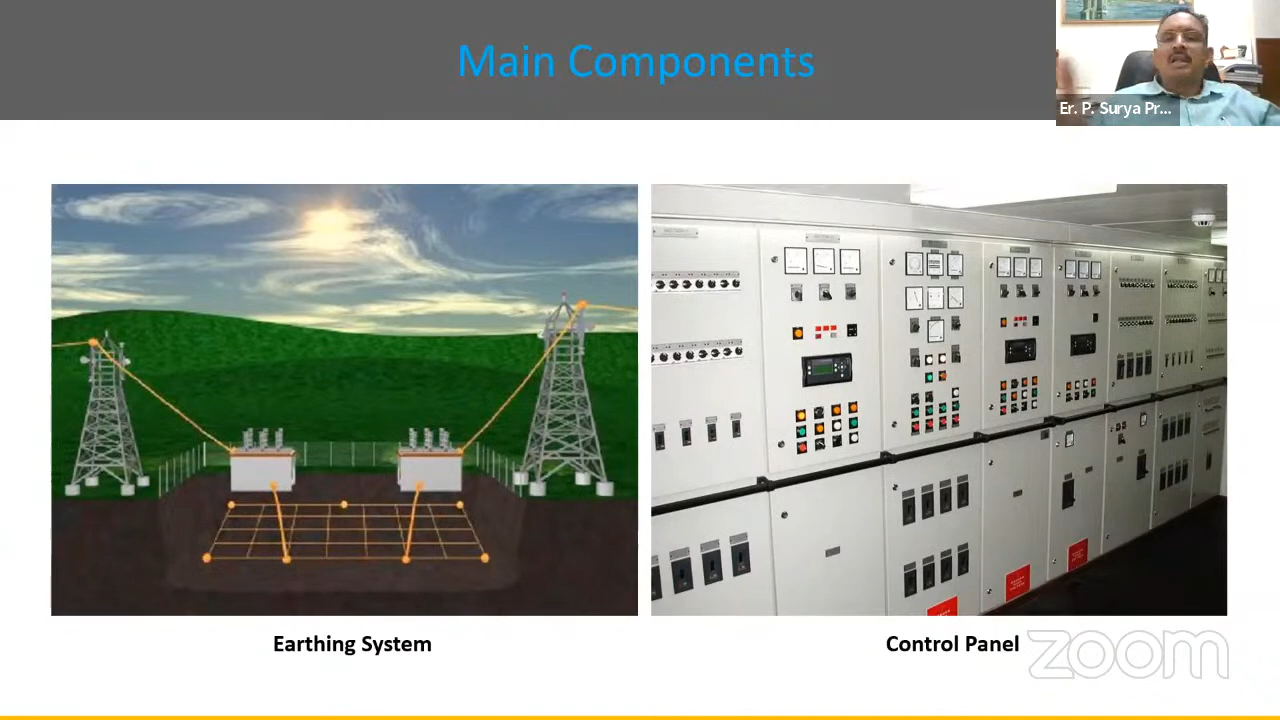 Main Components
Er. P. Surya Pr...
Earthing System
Control Panel
zoom